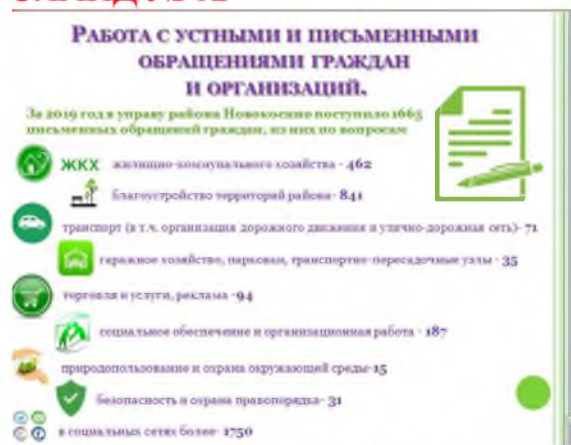 РАБОТА С УСТНЫМИ И ПИСЬМЕННЫМИ
ОБРАЩЕНИЯМИ ГРАЖДАН
И ОРГАНИЗАЦИЙ.
За 2019 год в управу района Новокосино поступило 1665
письменных обращений граждан, из них по вопросам
ЖКХ жилищно-коммунального хозяйства - 462
благоустройство территорий района- 841
транспорт (в т.ч. организация дорожного движения и улично-дорожная сеть)- 71
гаражное хозяйство, парковки, транспортно-пересадочные узлы - 35
торговля и услуги, реклама -94
социальное обеспечение и организационная работа - 187
природопользование и охрана окружающей среды-15
безопасность и охрана правопорядка- 31
в социальных сетях более- 1750